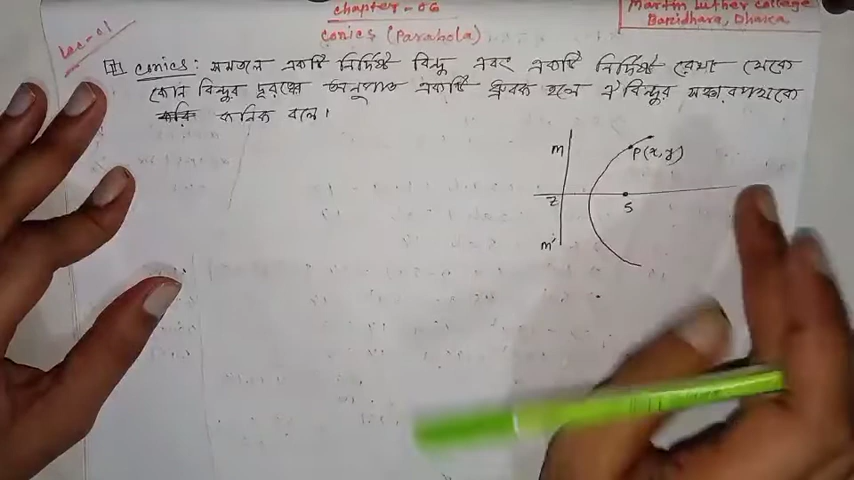 Lec-01
chapter-06
Conics (Parabola)
Martin Luther College
Baridhara, Dhaka
Conics: সমতলে একটি নির্দিষ্ট বিন্দু এবং একটি নির্দিষ্ট রেখা থেকে
কোন বিন্দুর দূরত্বের অনুপাত একটি ধ্রুবক হলে ঐ বিন্দুর সঞ্চারপথকে
কনিক বলে।
M
P(x,y)
Z
S
M'